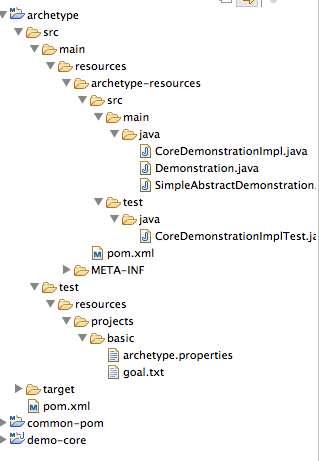 archetype
src
main
resources
archetype-resources
src
main
java
CoreDemonstrationImpl.java
Demonstration.java
SimpleAbstractDemonstration.
test
java
CoreDemonstrationImplTest.ja
pom.xml
META-INF
test
resources
projects
basic
archetype.properties
goal.txt
target
pom.xml
common-pom
demo-core